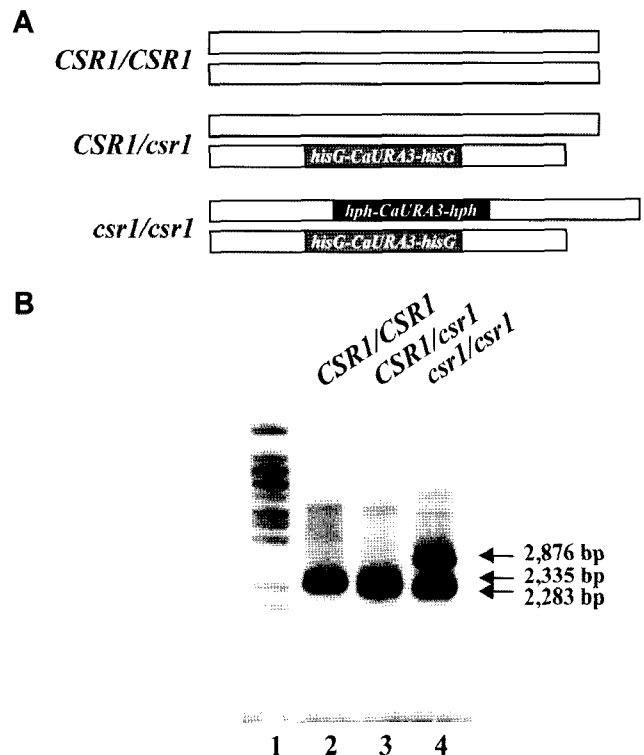 A
CSR1/CSR1
CSR1/csr1
hisG-CaURA3-hisG
hph-CaURA3-hph
csr1/csr1
hisG-CaURA3-hisG
B
CSR1/CSR1
CSR1/csr1
csr1/csr1
2,876 bp
2,335 bp
2,283 bp
1 2 3 4